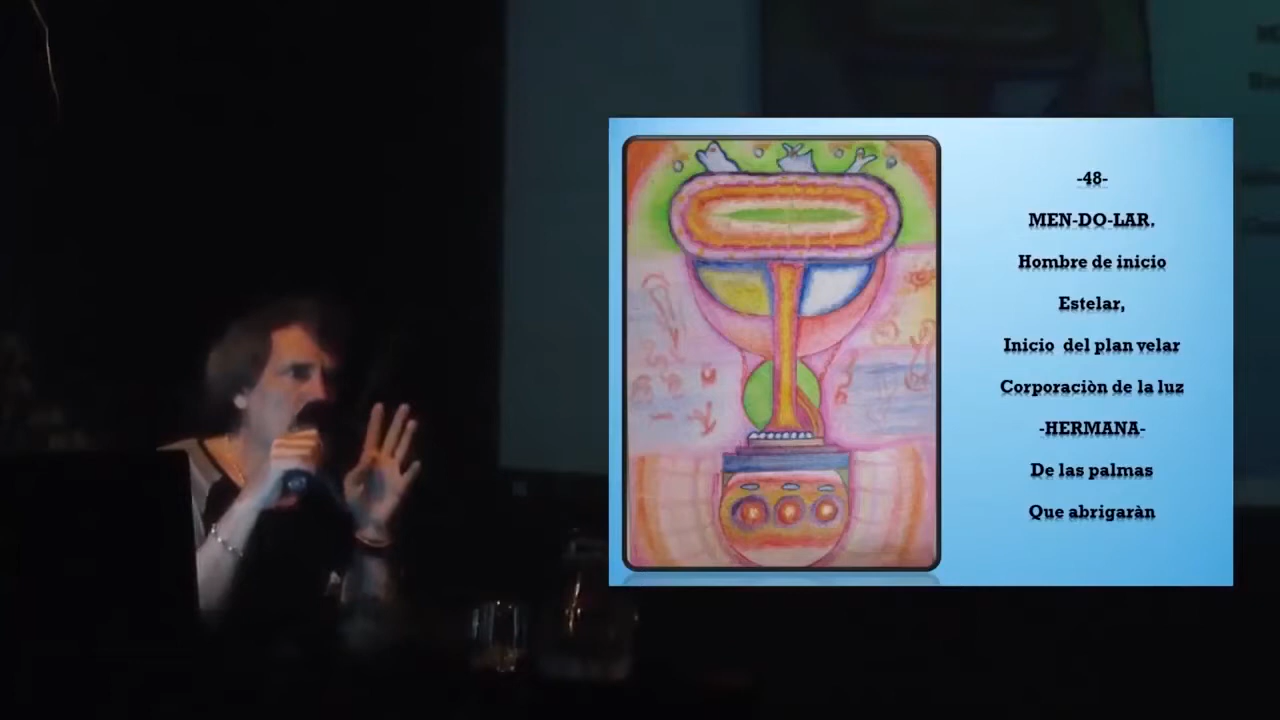 -48-
MEN-DO-LAR.
Hombre de inicio
Estelar,
Inicio del plan velar
Corporaciòn de la luz
-HERMANA-
De las palmas
Que abrigaràn